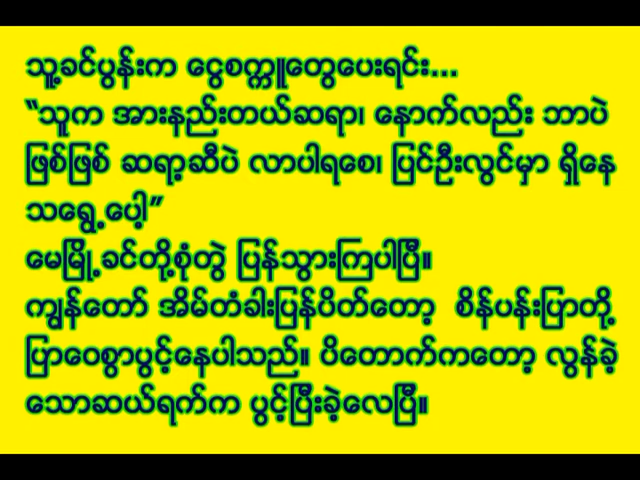 သူ့ခင်ပွန်းက ငွေစက္ကူတွေပေးရင်း...
“သူက အားနည်းတယ်ဆရာ၊ နောက်လည်း ဘာပဲ
ဖြစ်ဖြစ် ဆရာ့ဆီပဲ လာပါရစေ၊ ပြင်ဦးလွင်မှာ ရှိနေ
သရွေ့ပေါ့”
မေမြို့ခင်တို့စုံတွဲ ပြန်သွားကြပါပြီ။
ကျွန်တော် အိမ်တံခါးပြန်ပိတ်တော့ စိန်ပန်းပြာတို့
ပြာဝေစွာပွင့်နေပါသည်။ ပိတောက်ကတော့ လွန်ခဲ့
သောဆယ်ရက်က ပွင့်ပြီးခဲ့လေပြီ။